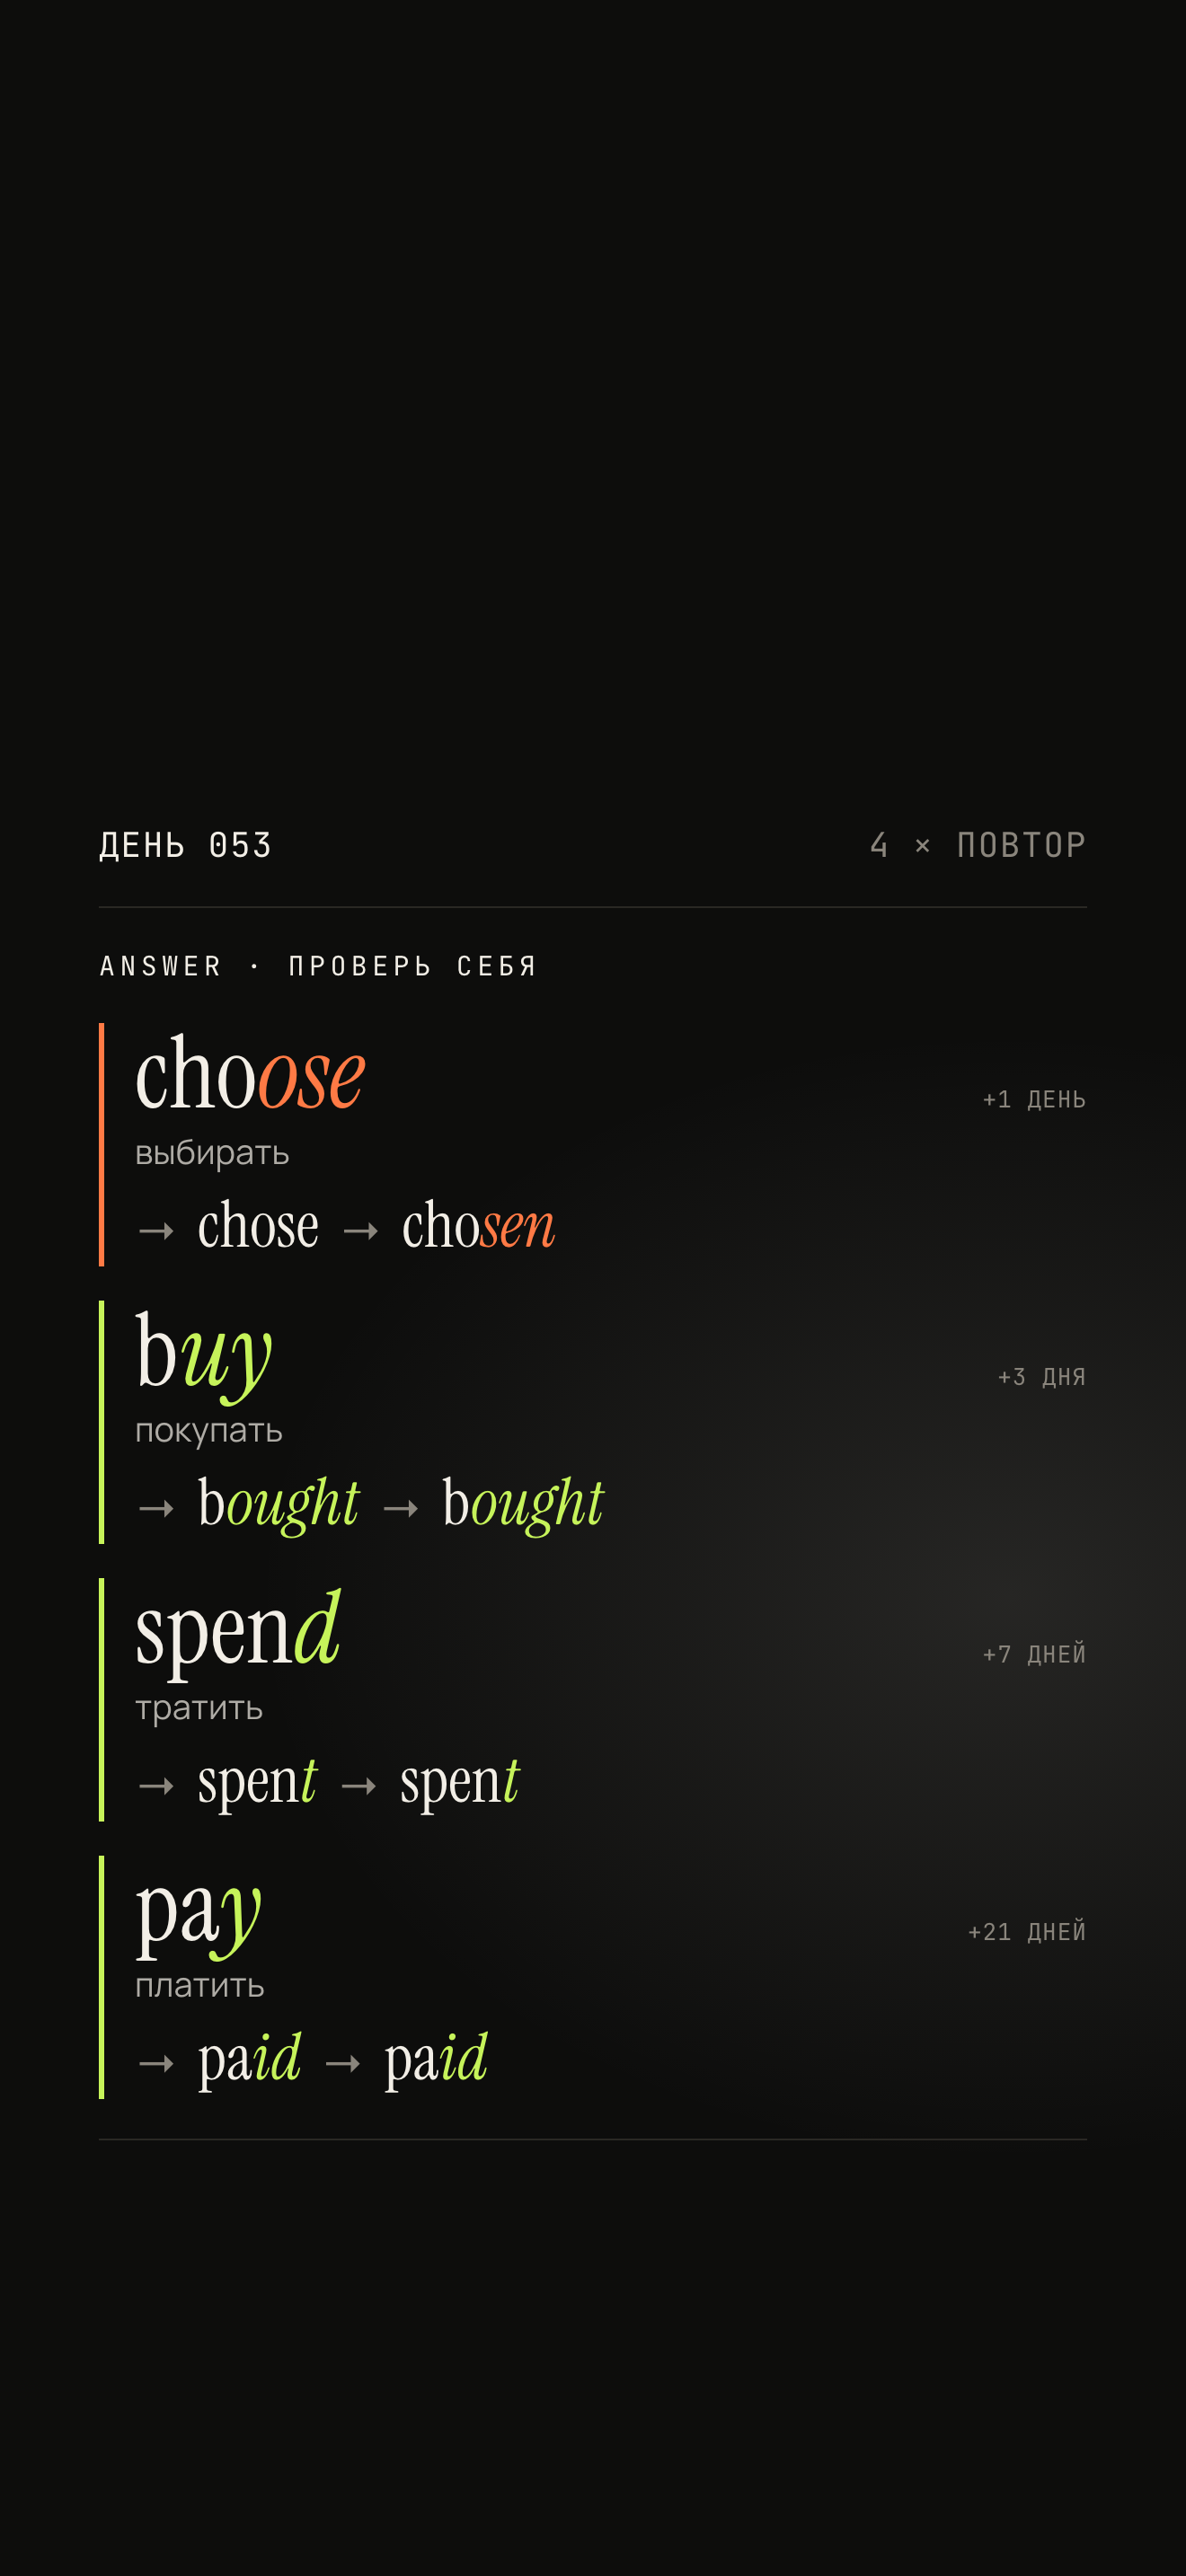 ДЕНЬ 053
4 × ПОВТОР
ANSWER · ПРОВЕРЬ СЕБЯ
choose
+1 ДЕНЬ
выбирать
→ chose → chosen
buy
+3 ДНЯ
покупать
→ bought → bought
spend
+7 ДНЕЙ
тратить
→ spent → spent
pay
+21 ДНЕЙ
платить
→ paid → paid